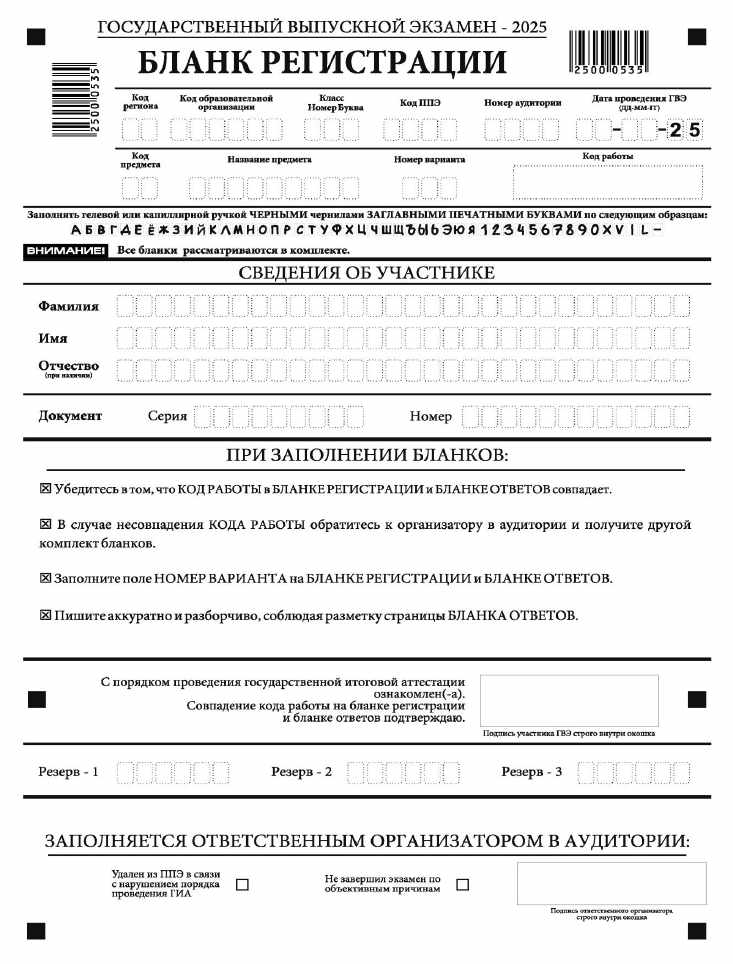 ГОСУДАРСТВЕННЫЙ ВЫПУСКНОЙ ЭКЗАМЕН - 2025
БЛАНК РЕГИСТРАЦИИ
2500 0535
2500 0535
Код региона
Код образовательной организации
Класс
Номер Буква
Код ППЭ
Номер аудитории
Дата проведения ГВЭ
(ДД-ММ-ГГ)
- -25
Код предмета
Название предмета
Номер варианта
Код работы
Заполнять гелевой или капиллярной ручкой ЧЕРНЫМИ чернилами ЗАГЛАВНЫМИ ПЕЧАТНЫМИ БУКВАМИ по следующим образцам:
АБВГДЕЁЖЗИЙКЛМНОПРСТУФХЦЧШЩЪЫЬЭЮЯ1234567890XVIL-
ВНИМАНИЕ! Все бланки рассматриваются в комплекте.
СВЕДЕНИЯ ОБ УЧАСТНИКЕ
Фамилия
Имя
Отчество
(при наличии)
Документ Серия Номер
ПРИ ЗАПОЛНЕНИИ БЛАНКОВ:
☒ Убедитесь в том, что КОД РАБОТЫ в БЛАНКЕ РЕГИСТРАЦИИ и БЛАНКЕ ОТВЕТОВ совпадает.
☒ В случае несовпадения КОДА РАБОТЫ обратитесь к организатору в аудитории и получите другой
комплект бланков.
☒ Заполните поле НОМЕР ВАРИАНТА на БЛАНКЕ РЕГИСТРАЦИИ и БЛАНКЕ ОТВЕТОВ.
☒ Пишите аккуратно и разборчиво, соблюдая разметку страницы БЛАНКА ОТВЕТОВ.
С порядком проведения государственной итоговой аттестации
ознакомлен(-а).
Совпадение кода работы на бланке регистрации
и бланке ответов подтверждаю.
Подпись участника ГВЭ строго внутри окошка
Резерв - 1 Резерв - 2 Резерв - 3
ЗАПОЛНЯЕТСЯ ОТВЕТСТВЕННЫМ ОРГАНИЗАТОРОМ В АУДИТОРИИ:
Удален из ППЭ в связи
с нарушением порядка
проведения ГИА
Не завершил экзамен по
объективным причинам
Подпись ответственного организатора
строго внутри окошка